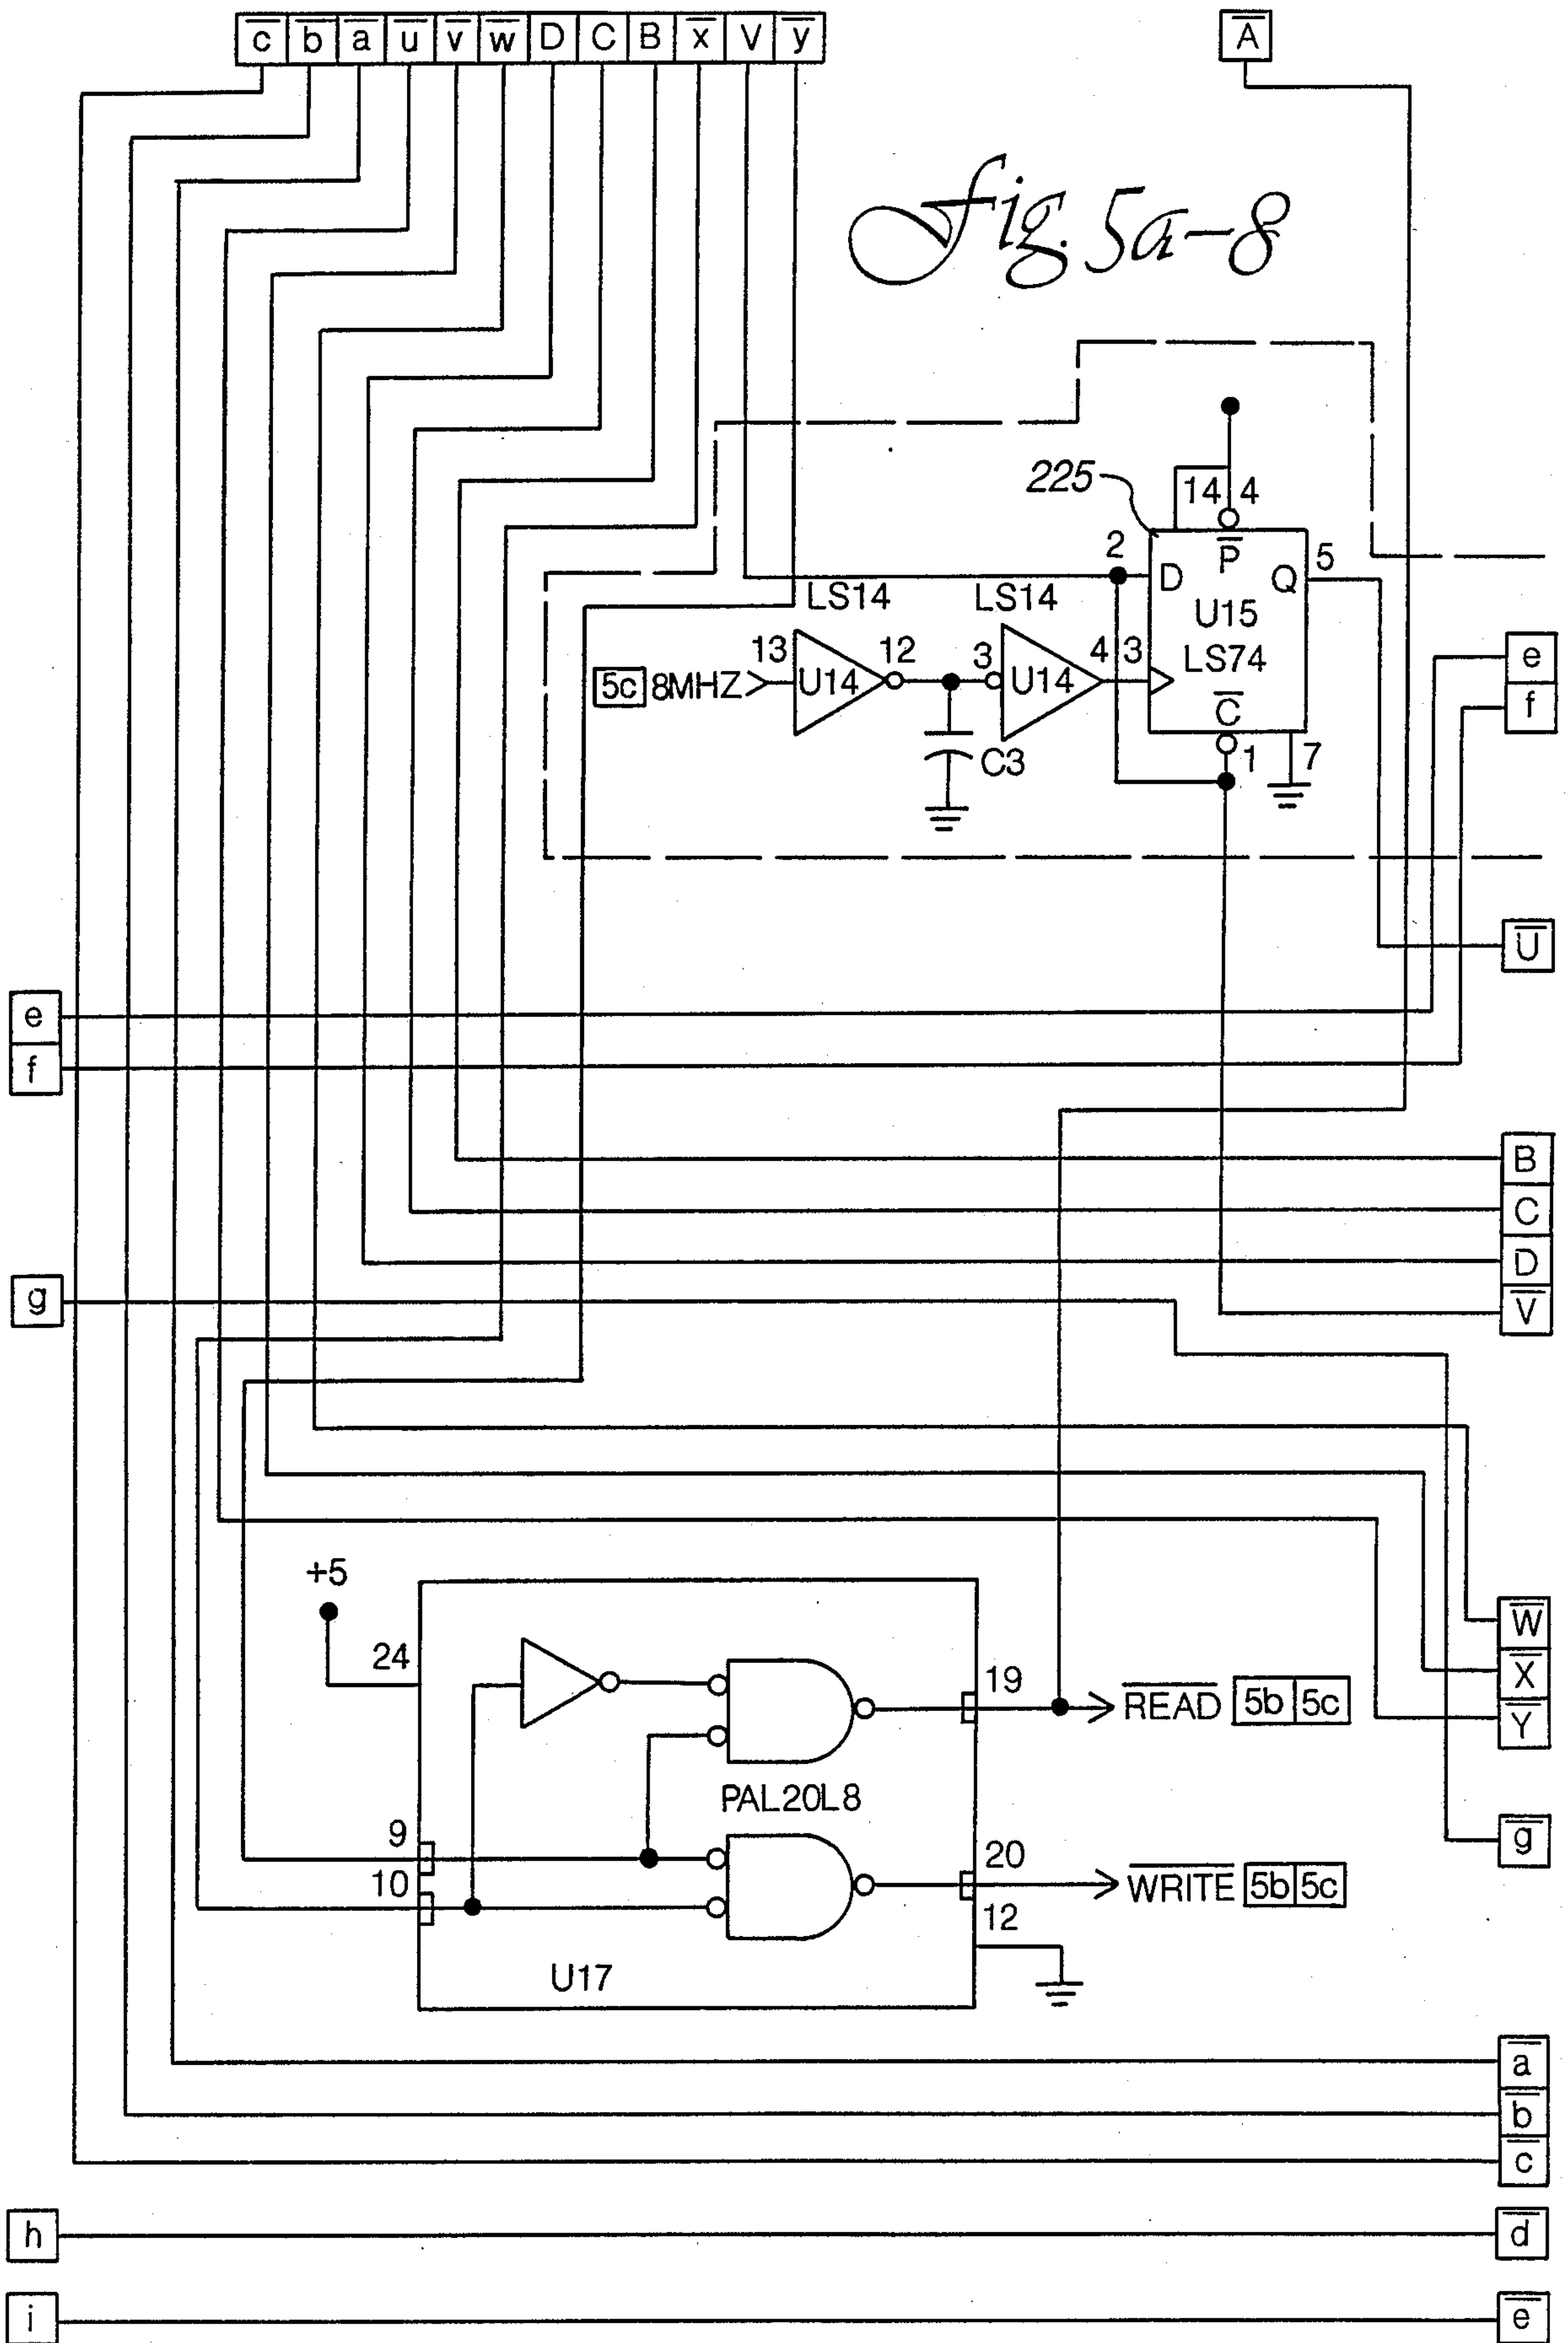 c̅ b̅ a̅ u̅ v̅ w̅ D C B x̅ V y̅
A̅
Fig. 5a-8
225
14 4
2 P̅ 5
D Q
LS14 LS14 U15
13 12 3 4 3 LS74
5c 8MHZ U14 U14
C̅
C3 1 7
e
f
U̅
e
f
B
C
D
V̅
g
+5
24
19
READ̅ 5b 5c
PAL20L8
9
10
20
WRITE̅ 5b 5c
12
U17
W̅
X̅
Y̅
g̅
a̅
b̅
c̅
h d̅
i e̅